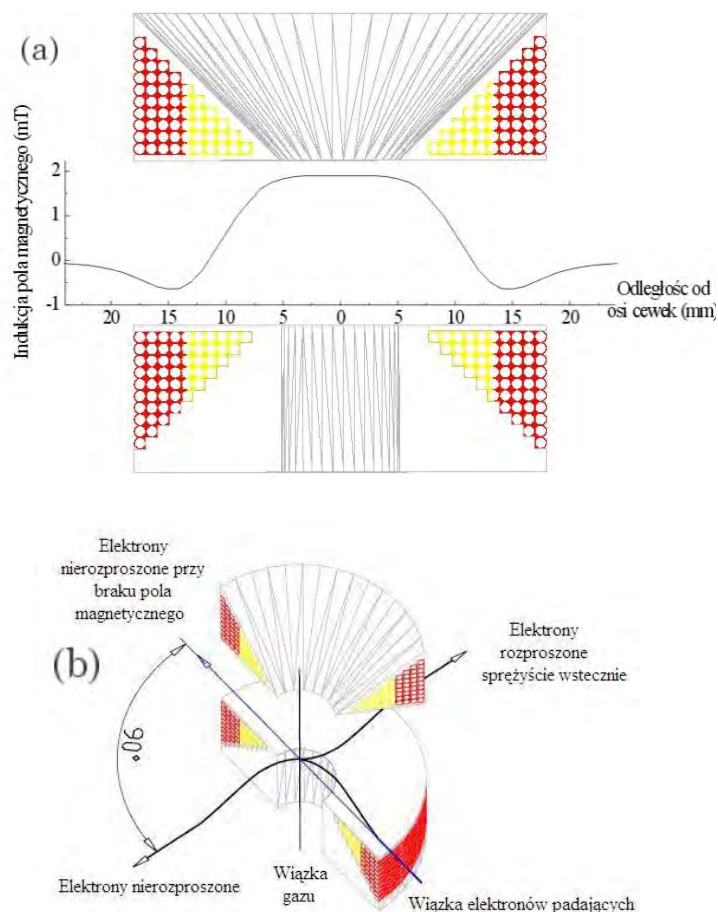 (a)
Indukcja pola magnetycznego (mT)
2
1
0
-1
20
15
10
5
0
5
10
15
20
Odległośc od
osi cewek (mm)
Elektrony
nierozproszone przy
braku pola
magnetycznego
(b)
Elektrony
rozproszone
sprężyście wstecznie
90°
Elektrony nierozproszone
Wiązka
gazu
Wiązka elektronów padających